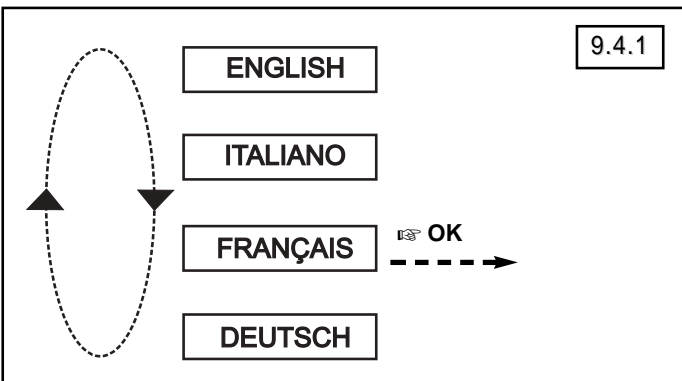 9.4.1
ENGLISH
ITALIANO
FRANÇAIS
☞ OK
DEUTSCH